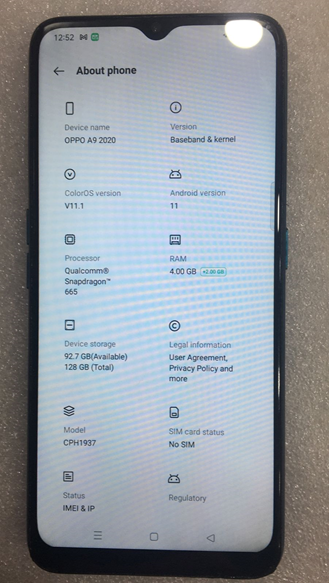 12:52
About phone
Device name
OPPO A9 2020
Version
Baseband & kernel
ColorOS version
V11.1
Android version
11
Processor
Qualcomm®
Snapdragon™
665
RAM
4.00 GB +2.00 GB
Device storage
92.7 GB(Available)
128 GB (Total)
Legal information
User Agreement,
Privacy Policy and
more
Model
CPH1937
SIM card status
No SIM
Status
IMEI & IP
Regulatory